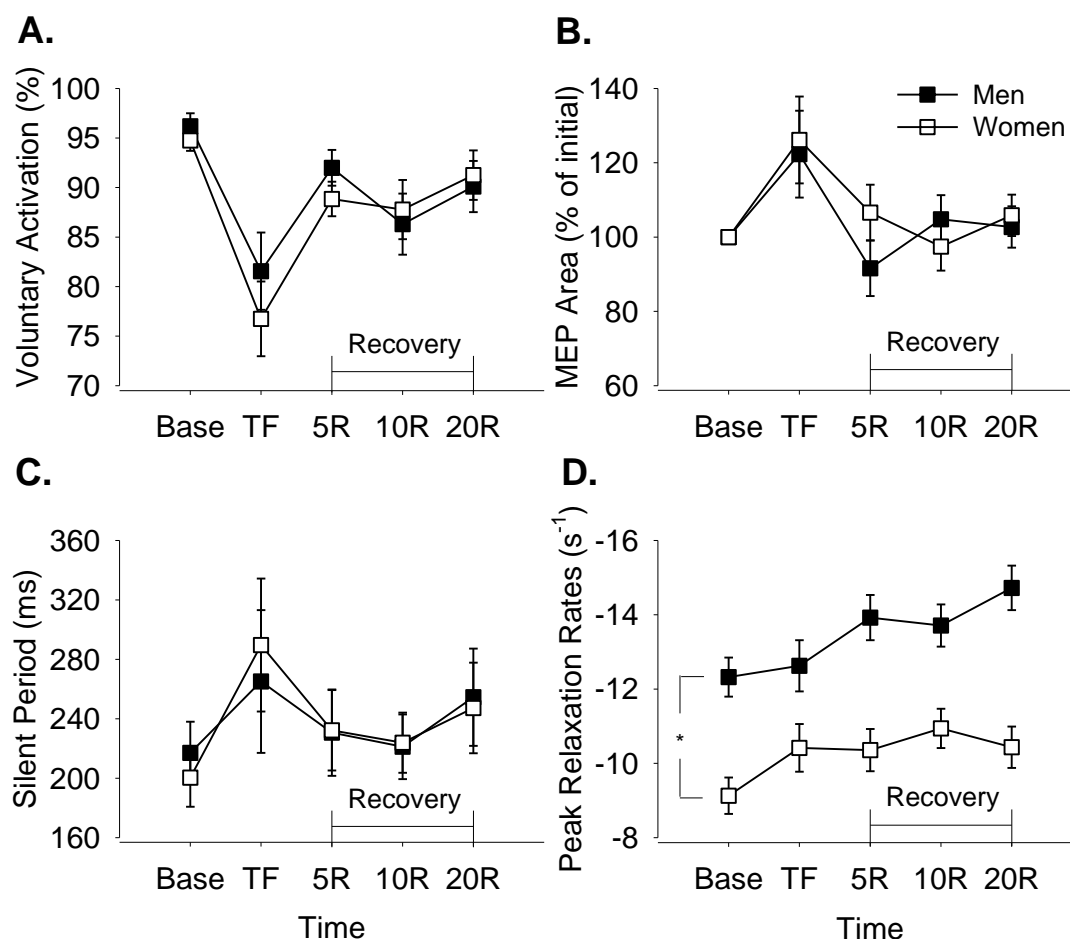 A.
Voluntary Activation (%)
100
95
90
85
80
75
70
Recovery
Base TF 5R 10R 20R
B.
MEP Area (% of initial)
140
120
100
80
60
Men
Women
Recovery
Base TF 5R 10R 20R
C.
Silent Period (ms)
360
320
280
240
200
160
Recovery
Base TF 5R 10R 20R
Time
D.
Peak Relaxation Rates (s⁻¹)
-16
-14
-12
-10
-8
*
Recovery
Base TF 5R 10R 20R
Time